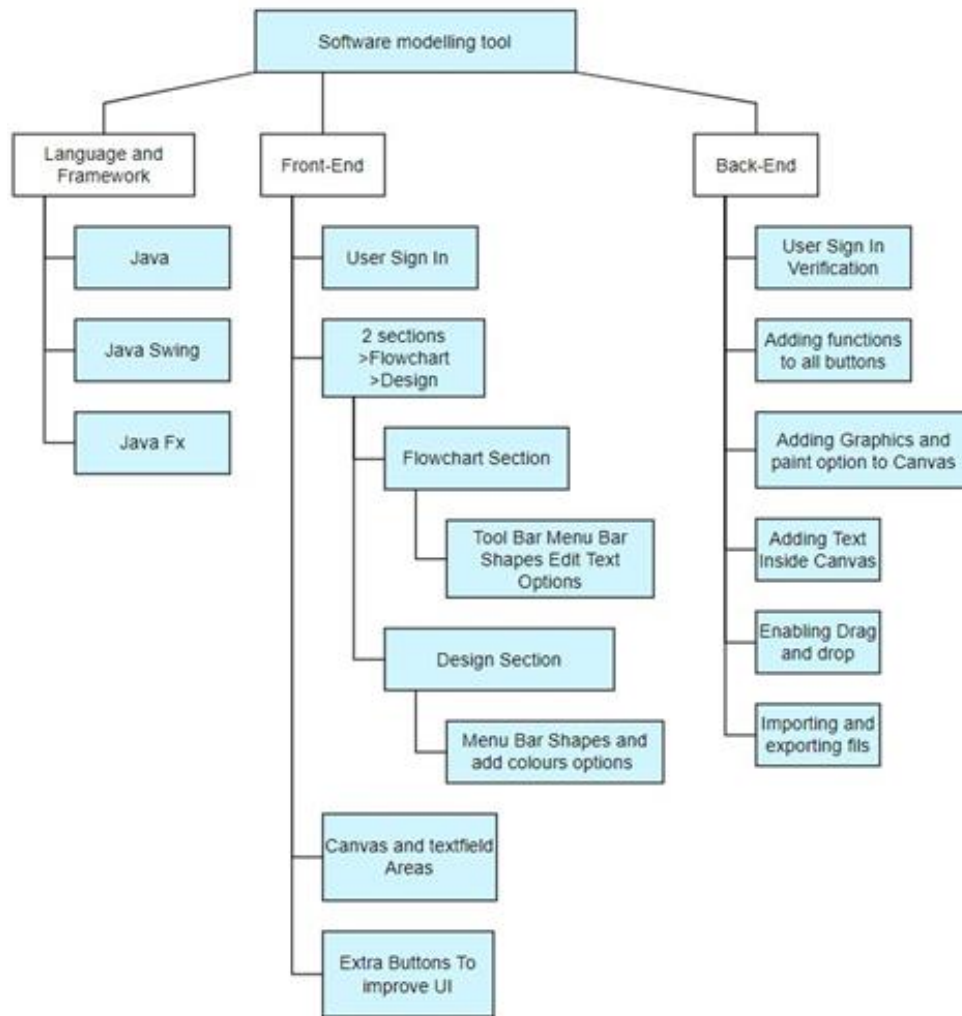 Software modelling tool
Language and
Framework
Java
Java Swing
Java Fx
Front-End
User Sign In
2 sections
>Flowchart
>Design
Flowchart Section
Tool Bar Menu Bar
Shapes Edit Text
Options
Design Section
Menu Bar Shapes and
add colours options
Canvas and textfield
Areas
Extra Buttons To
improve UI
Back-End
User Sign In
Verification
Adding functions
to all buttons
Adding Graphics and
paint option to Canvas
Adding Text
Inside Canvas
Enabling Drag
and drop
Importing and
exporting fils